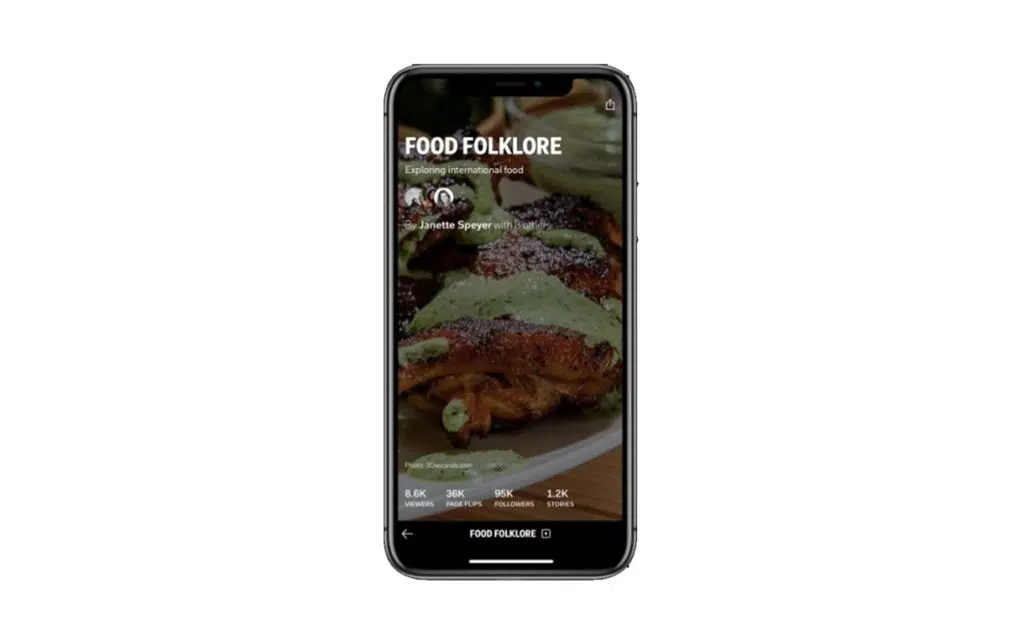 FOOD FOLKLORE
Exploring international food
By Janette Speyer with 3 others
Photo: 30seconds.com
8.6K 36K 95K 1.2K
VIEWERS PAGE FLIPS FOLLOWERS STORIES
FOOD FOLKLORE